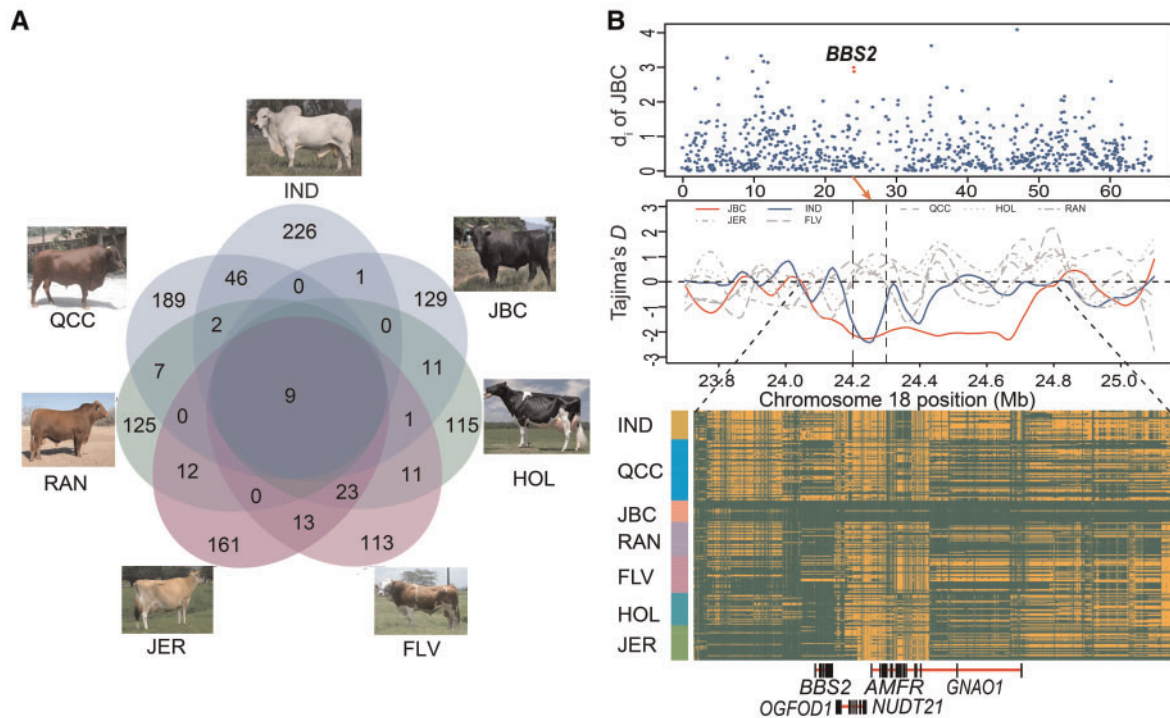 A
IND
QCC
JBC
RAN
HOL
JER
FLV
226
46
1
189
0
129
2
0
7
11
9
125
0
1
115
12
11
0
23
13
161
113
B
BBS2
d_i of JBC
4
3
2
1
0
0 10 20 30 40 50 60
JBC IND QCC HOL RAN
JER FLV
Tajima's D
2
1
0
-1
-2
-3
23.8 24.0 24.2 24.4 24.6 24.8 25.0
Chromosome 18 position (Mb)
IND
QCC
JBC
RAN
FLV
HOL
JER
BBS2 AMFR GNAO1
OGFOD1 NUDT21